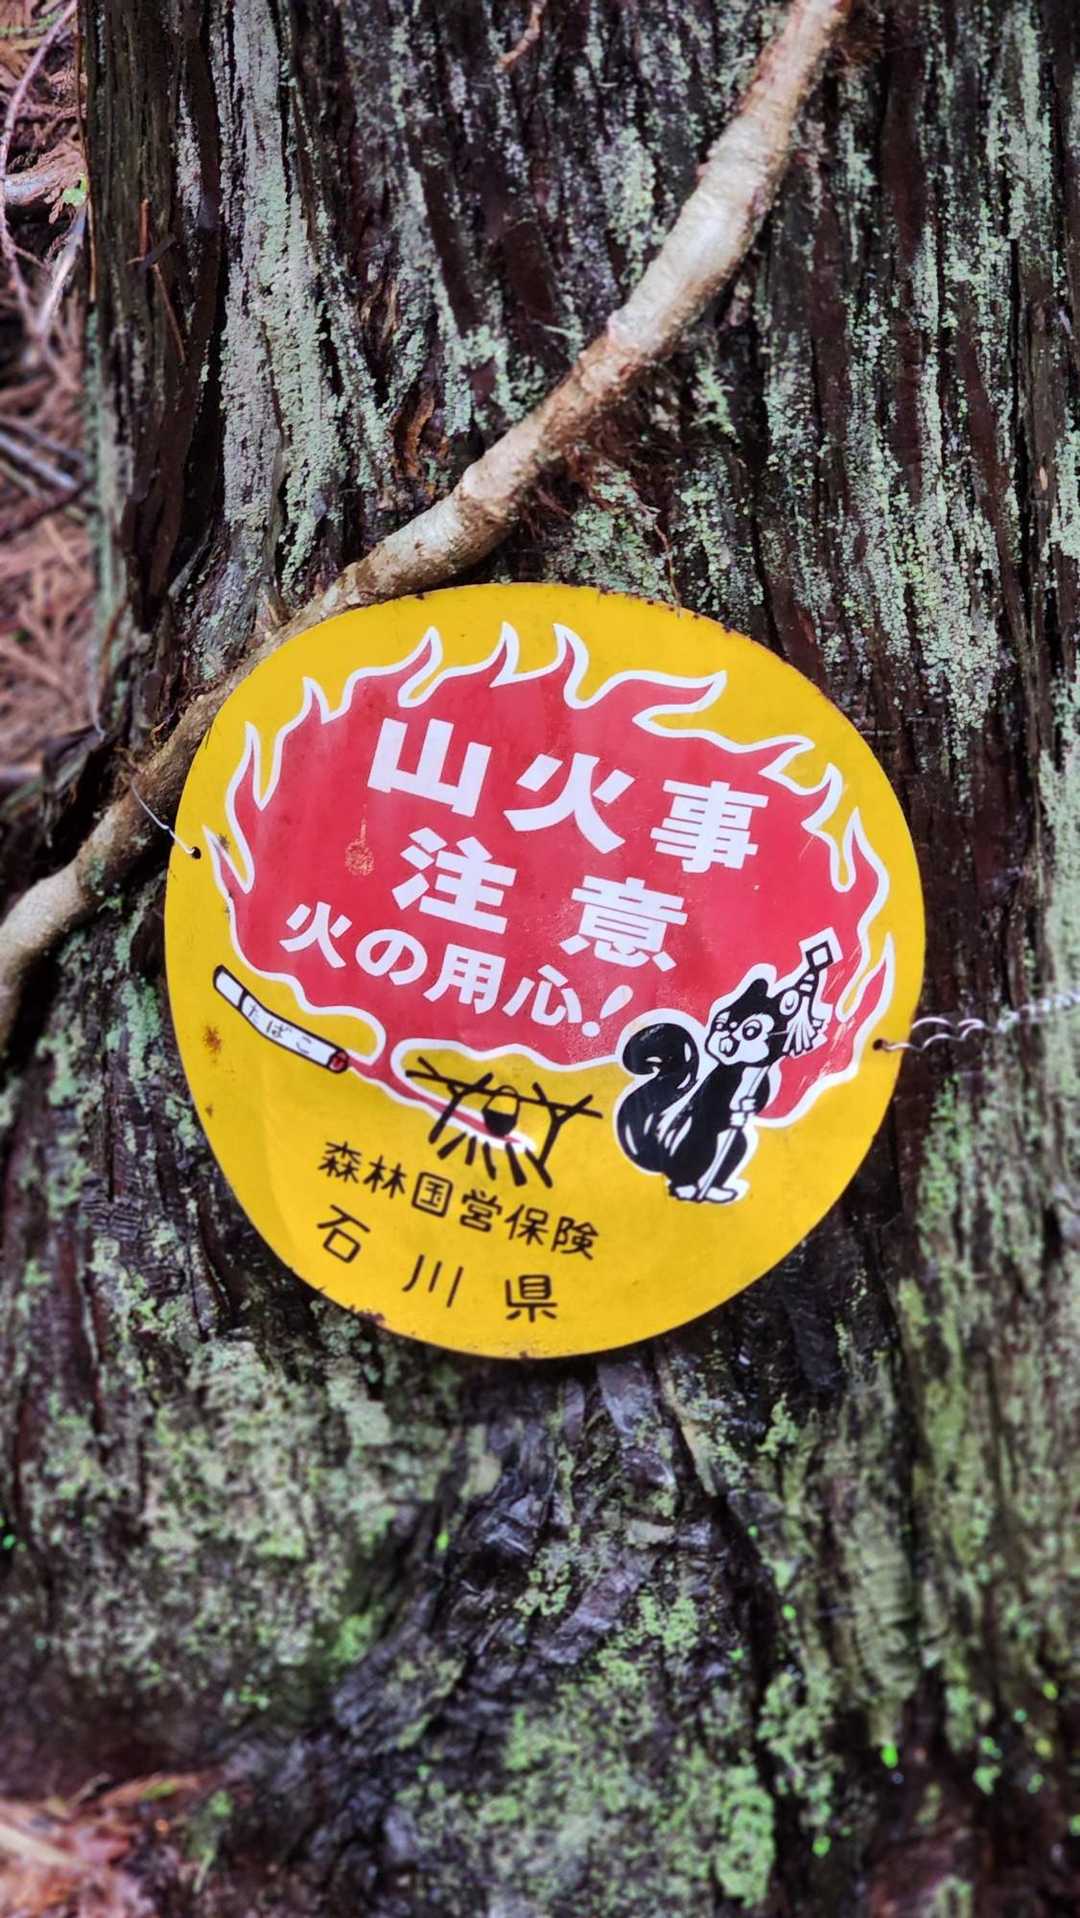 山火事
注意
火の用心!
たばこ
森林国営保険
石川県